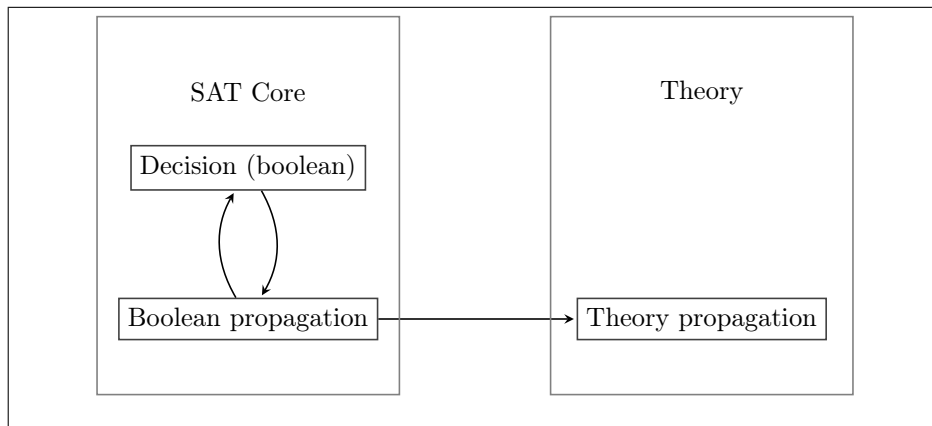 SAT Core
Theory
Decision (boolean)
Boolean propagation
Theory propagation